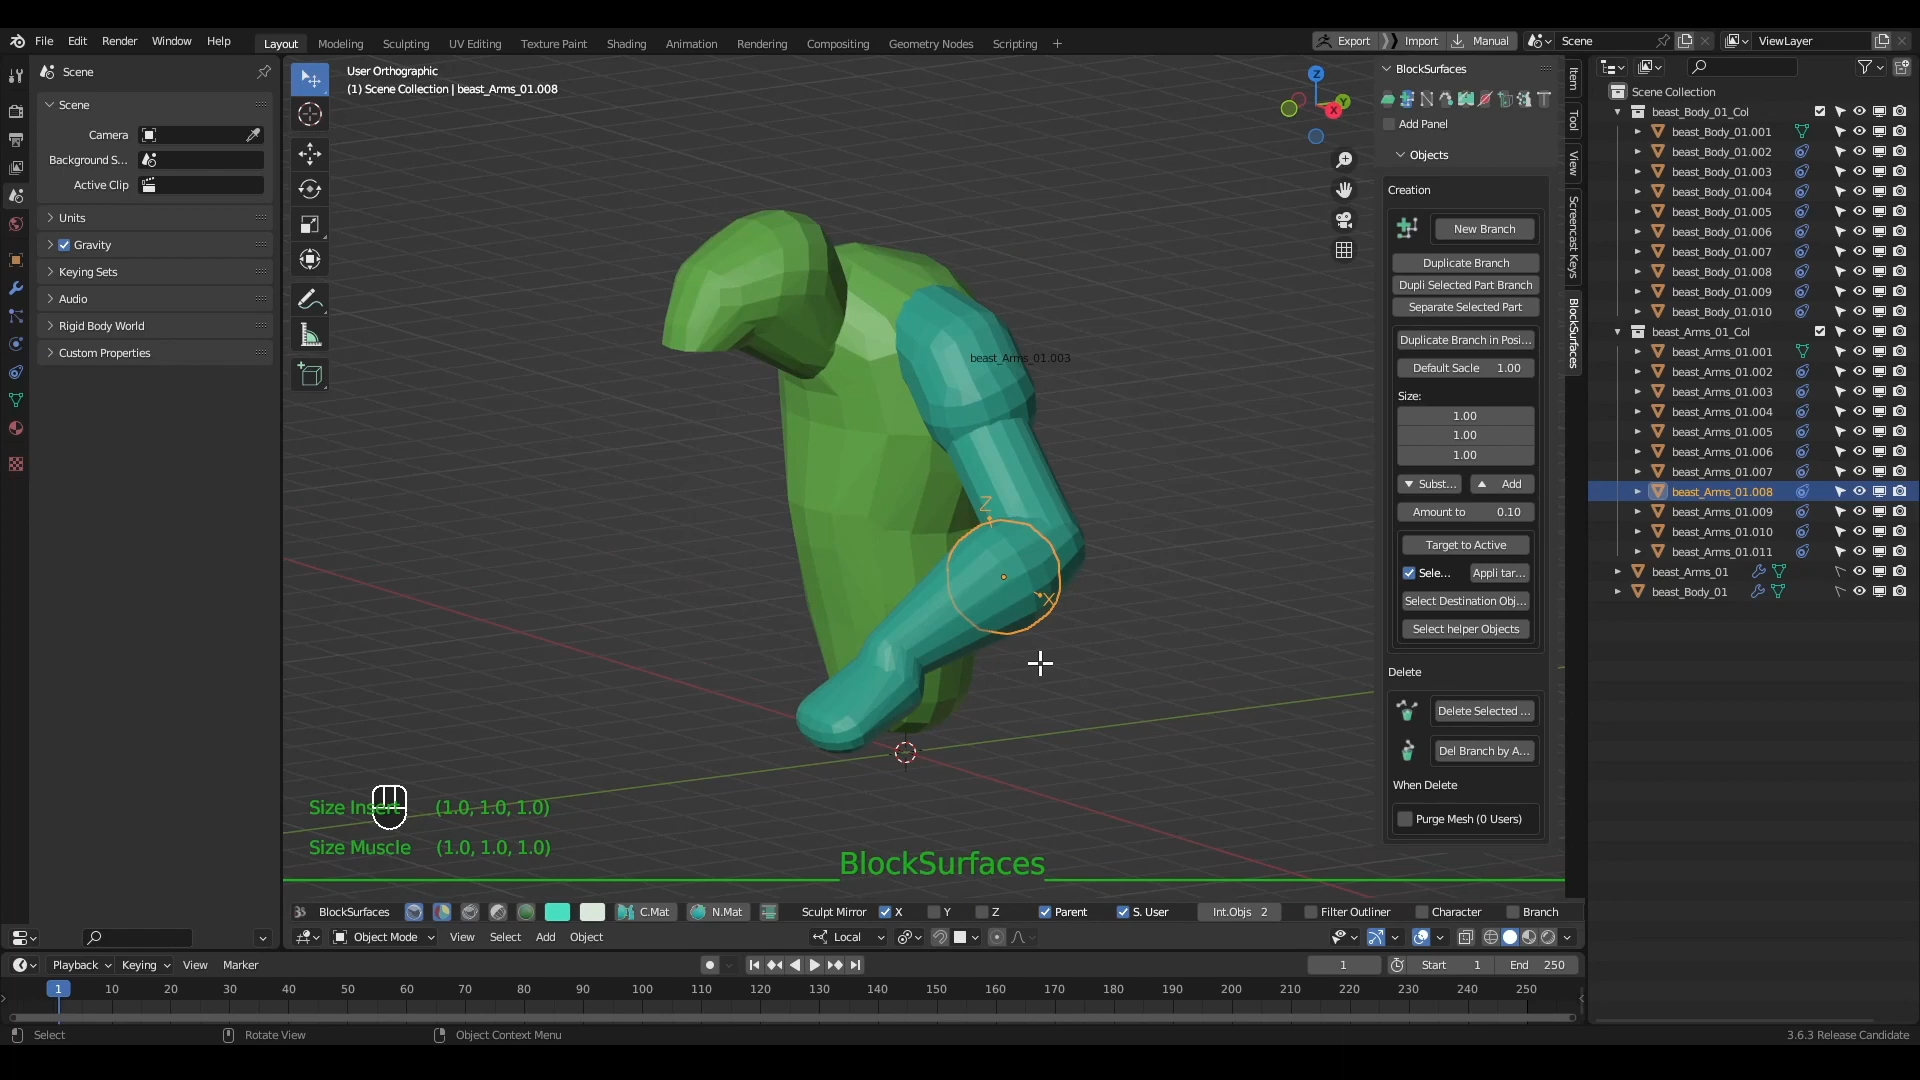 File Edit Render Window Help Layout Modeling Sculpting UV Editing Texture Paint Shading Animation Rendering Compositing Geometry Nodes Scripting + Export Import Manual Scene ViewLayer
Scene
Scene
Camera
Background S...
Active Clip
Units
Gravity
Keying Sets
Audio
Rigid Body World
Custom Properties
User Orthographic
(1) Scene Collection | beast_Arms_01.008
beast_Arms_01.003
Z
X
Z
Y
X
Size Insert (1.0, 1.0, 1.0)
Size Muscle (1.0, 1.0, 1.0)
BlockSurfaces
BlockSurfaces
Add Panel
Objects
Creation
New Branch
Duplicate Branch
Dupli Selected Part Branch
Separate Selected Part
Duplicate Branch in Posi...
Default Sacle 1.00
Size:
1.00
1.00
1.00
Subst... Add
Amount to 0.10
Target to Active
Sele... Appli tar...
Select Destination Obj...
Select helper Objects
Delete
Delete Selected ...
Del Branch by A...
When Delete
Purge Mesh (0 Users)
Item
Tool
View
Screencast Keys
BlockSurfaces
Scene Collection
beast_Body_01_Col
beast_Body_01.001
beast_Body_01.002
beast_Body_01.003
beast_Body_01.004
beast_Body_01.005
beast_Body_01.006
beast_Body_01.007
beast_Body_01.008
beast_Body_01.009
beast_Body_01.010
beast_Arms_01_Col
beast_Arms_01.001
beast_Arms_01.002
beast_Arms_01.003
beast_Arms_01.004
beast_Arms_01.005
beast_Arms_01.006
beast_Arms_01.007
beast_Arms_01.008
beast_Arms_01.009
beast_Arms_01.010
beast_Arms_01.011
beast_Arms_01
beast_Body_01
BlockSurfaces C.Mat N.Mat Sculpt Mirror X Y Z Parent S. User Int.Objs 2 Filter Outliner Character Branch
Object Mode View Select Add Object Local
Playback Keying View Marker 1 Start 1 End 250
1 10 20 30 40 50 60 70 80 90 100 110 120 130 140 150 160 170 180 190 200 210 220 230 240 250
Select Rotate View Object Context Menu 3.6.3 Release Candidate